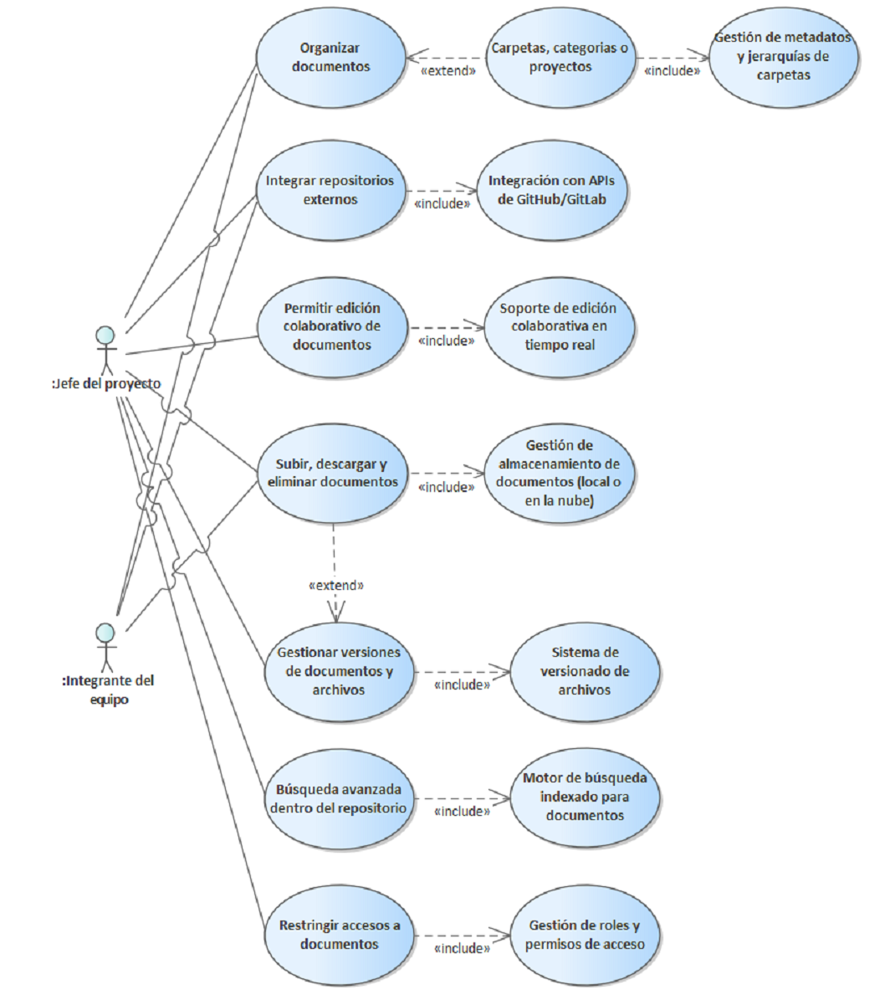 Organizar
documentos
«extend»
Carpetas, categorias o
proyectos
«include»
Gestión de metadatos
y jerarquías de
carpetas
Integrar repositorios
externos
«include»
Integración con APIs
de GitHub/GitLab
Permitir edición
colaborativo de
documentos
«include»
Soporte de edición
colaborativa en
tiempo real
:Jefe del proyecto
Subir, descargar y
eliminar documentos
«include»
Gestión de
almacenamiento de
documentos (local o
en la nube)
«extend»
:Integrante del
equipo
Gestionar versiones
de documentos y
archivos
«include»
Sistema de
versionado de
archivos
Búsqueda avanzada
dentro del repositorio
«include»
Motor de búsqueda
indexado para
documentos
Restringir accesos a
documentos
«include»
Gestión de roles y
permisos de acceso